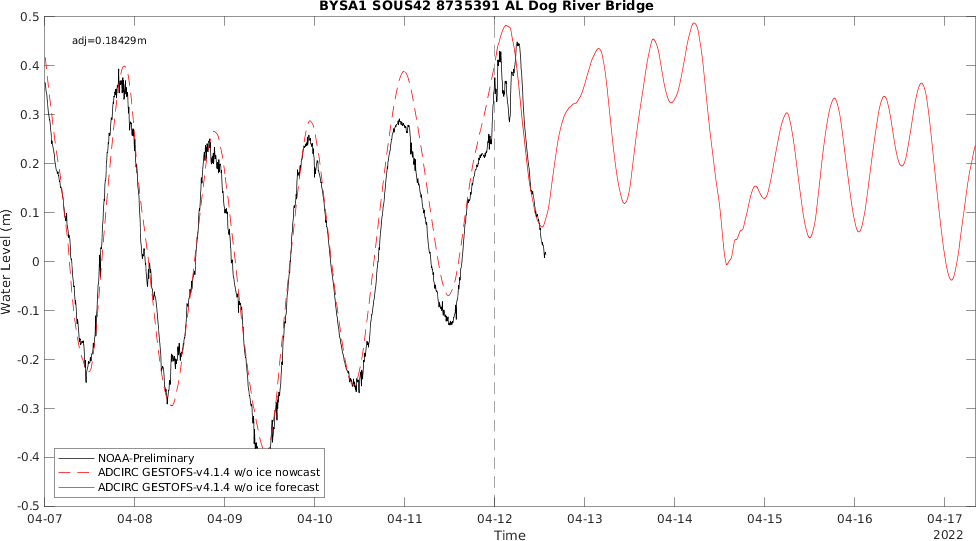 BYSA1 SOUS42 8735391 AL Dog River Bridge
adj=0.18429m
0.5
0.4
0.3
0.2
0.1
0
-0.1
-0.2
-0.3
-0.4
-0.5
Water Level (m)
NOAA-Preliminary
ADCIRC GESTOFS-v4.1.4 w/o ice nowcast
ADCIRC GESTOFS-v4.1.4 w/o ice forecast
04-07 04-08 04-09 04-10 04-11 04-12 04-13 04-14 04-15 04-16 04-17
Time
2022